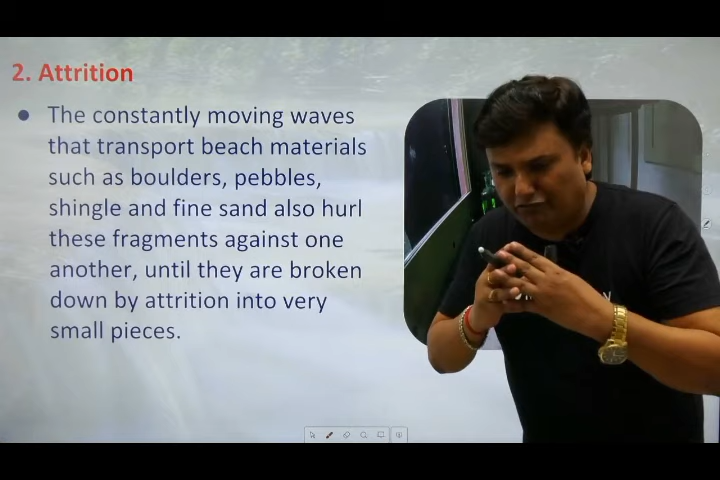 2. Attrition
● The constantly moving waves
that transport beach materials
such as boulders, pebbles,
shingle and fine sand also hurl
these fragments against one
another, until they are broken
down by attrition into very
small pieces.